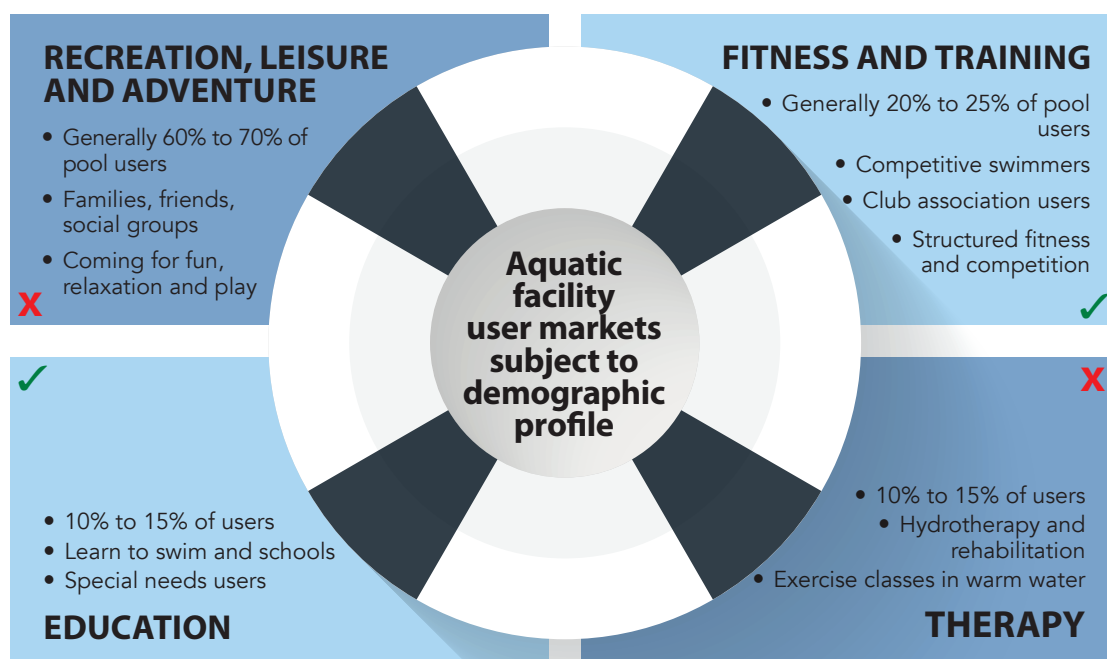 RECREATION, LEISURE
AND ADVENTURE
• Generally 60% to 70% of
pool users
• Families, friends,
social groups
• Coming for fun,
relaxation and play
X
FITNESS AND TRAINING
• Generally 20% to 25% of pool
users
• Competitive swimmers
• Club association users
• Structured fitness
and competition
✓
Aquatic
facility
user markets
subject to
demographic
profile
✓
• 10% to 15% of users
• Learn to swim and schools
• Special needs users
EDUCATION
X
• 10% to 15% of users
• Hydrotherapy and
rehabilitation
• Exercise classes in warm water
THERAPY